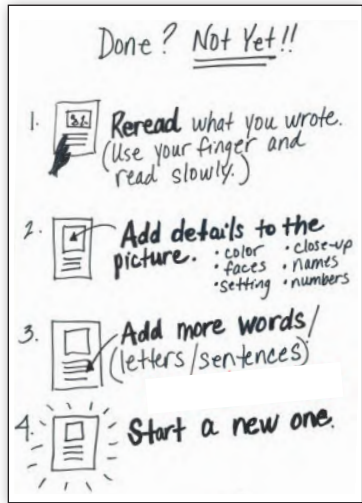 Done? Not Yet!!
1. Reread what you wrote.
(Use your finger and
read slowly.)
2. Add details to the
picture. • color • close-up
• faces • names
• setting • numbers
3. Add more words/
(letters/sentences)
4. Start a new one.